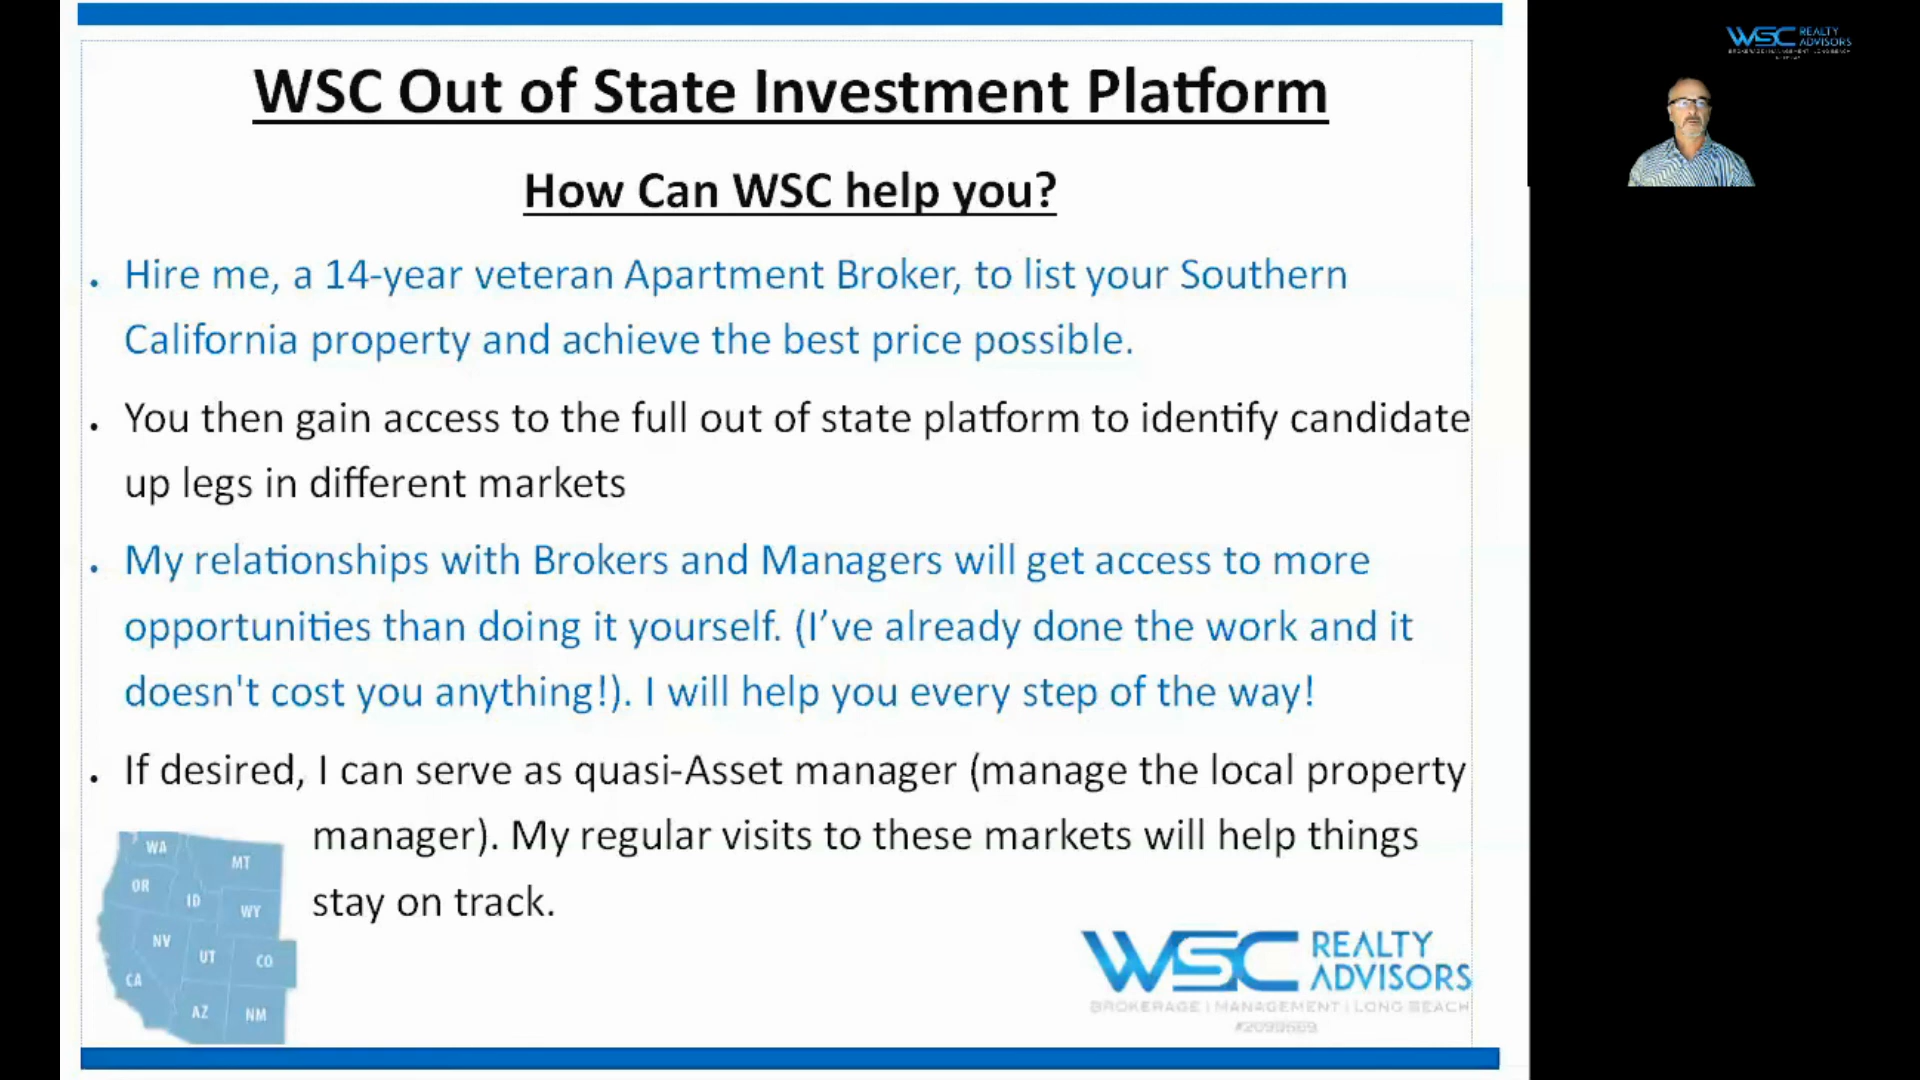 WSC Out of State Investment Platform
How Can WSC help you?
• Hire me, a 14-year veteran Apartment Broker, to list your Southern
California property and achieve the best price possible.
• You then gain access to the full out of state platform to identify candidate
up legs in different markets
• My relationships with Brokers and Managers will get access to more
opportunities than doing it yourself. (I’ve already done the work and it
doesn't cost you anything!). I will help you every step of the way!
• If desired, I can serve as quasi-Asset manager (manage the local property
manager). My regular visits to these markets will help things
stay on track.
WA
MT
OR
ID
WY
NV
UT
CO
CA
AZ
NM
WSC REALTY
ADVISORS
BROKERAGE | MANAGEMENT | LONG BEACH
WSC REALTY
ADVISORS